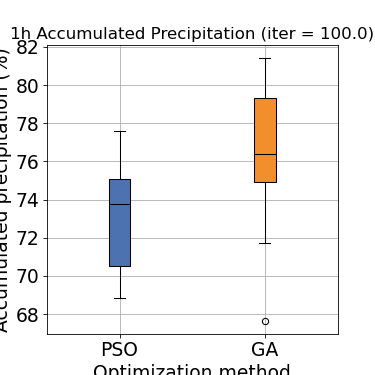 1h Accumulated Precipitation (iter = 100.0)
Accumulated precipitation (%)
82
80
78
76
74
72
70
68
PSO GA
Optimization method